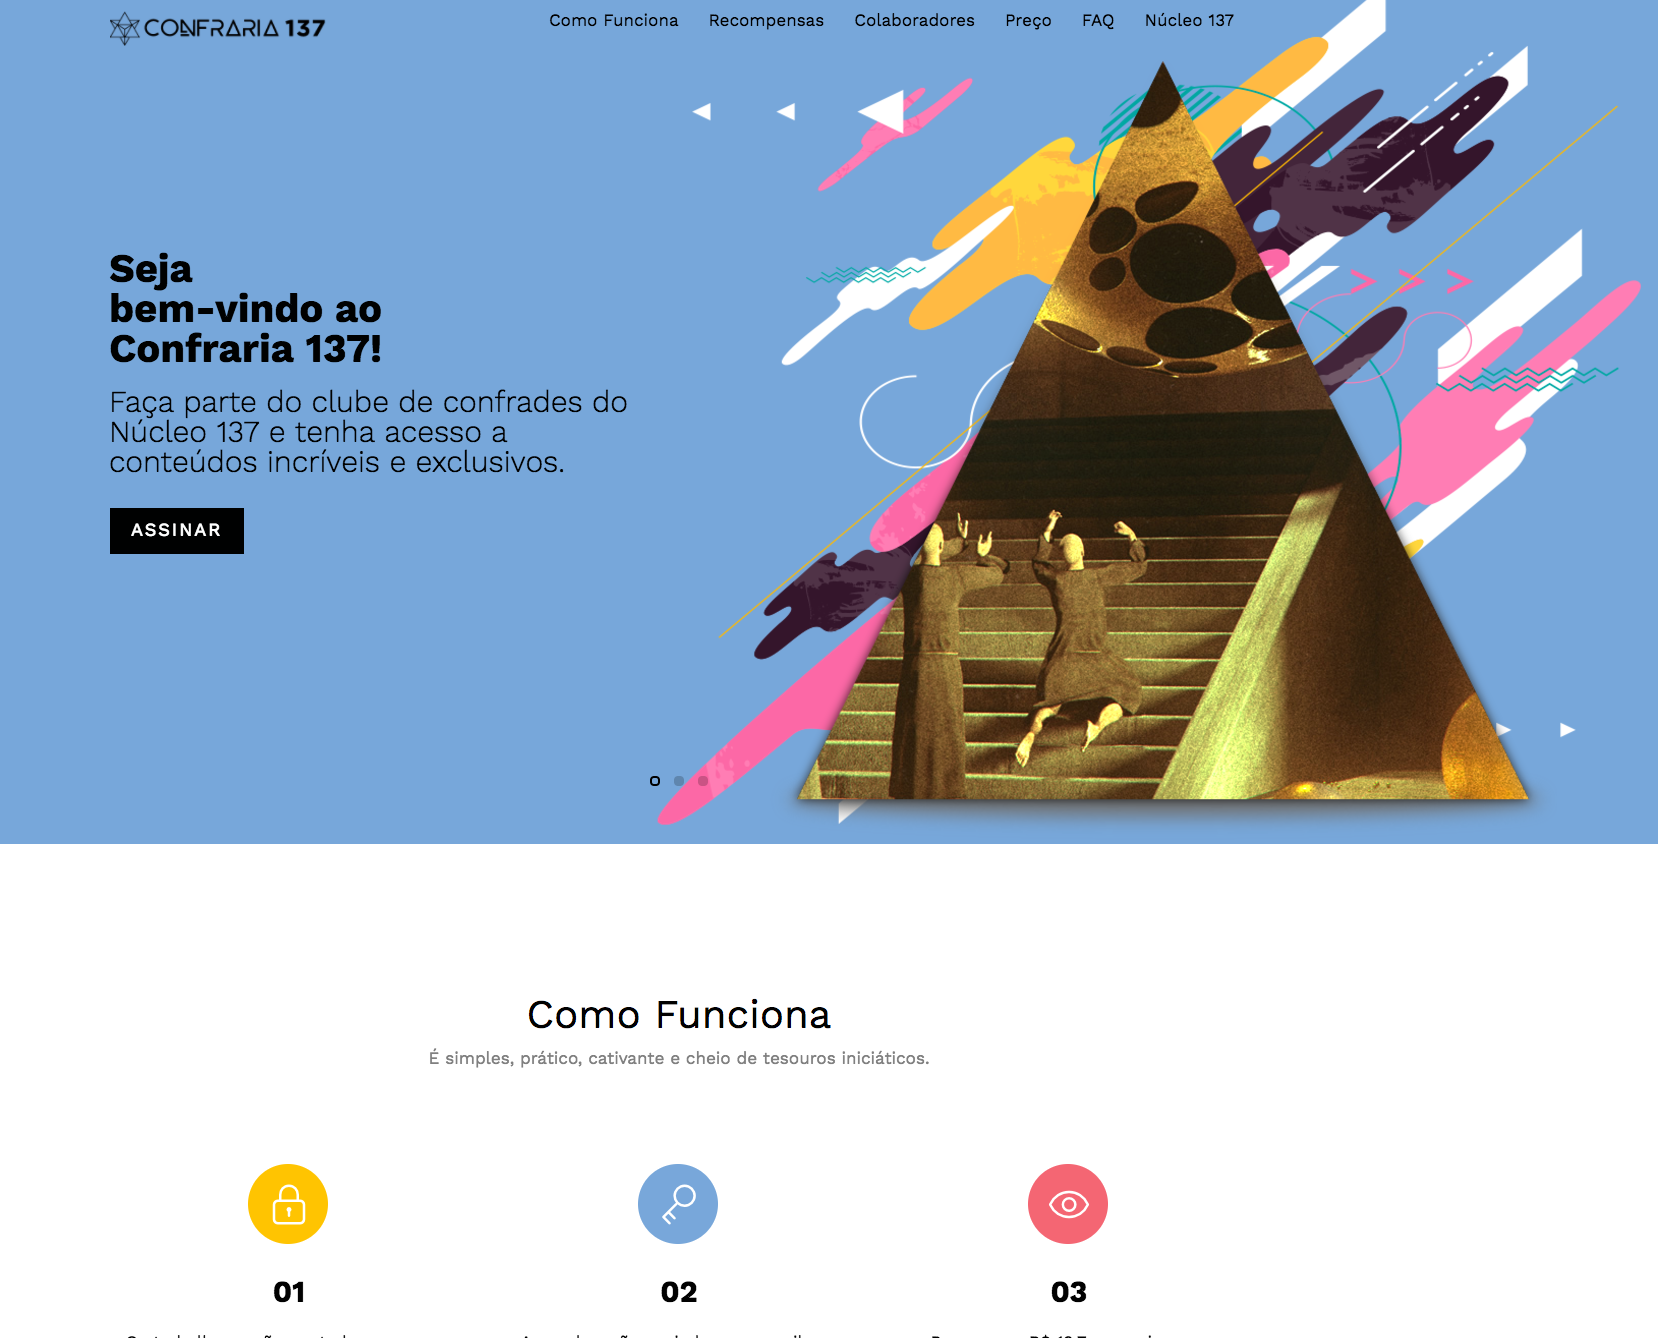 CONFRARIA 137
Como Funciona Recompensas Colaboradores Preço FAQ Núcleo 137
Seja
bem-vindo ao
Confraria 137!
Faça parte do clube de confrades do
Núcleo 137 e tenha acesso a
conteúdos incríveis e exclusivos.
ASSINAR
Como Funciona
É simples, prático, cativante e cheio de tesouros iniciáticos.
01
02
03